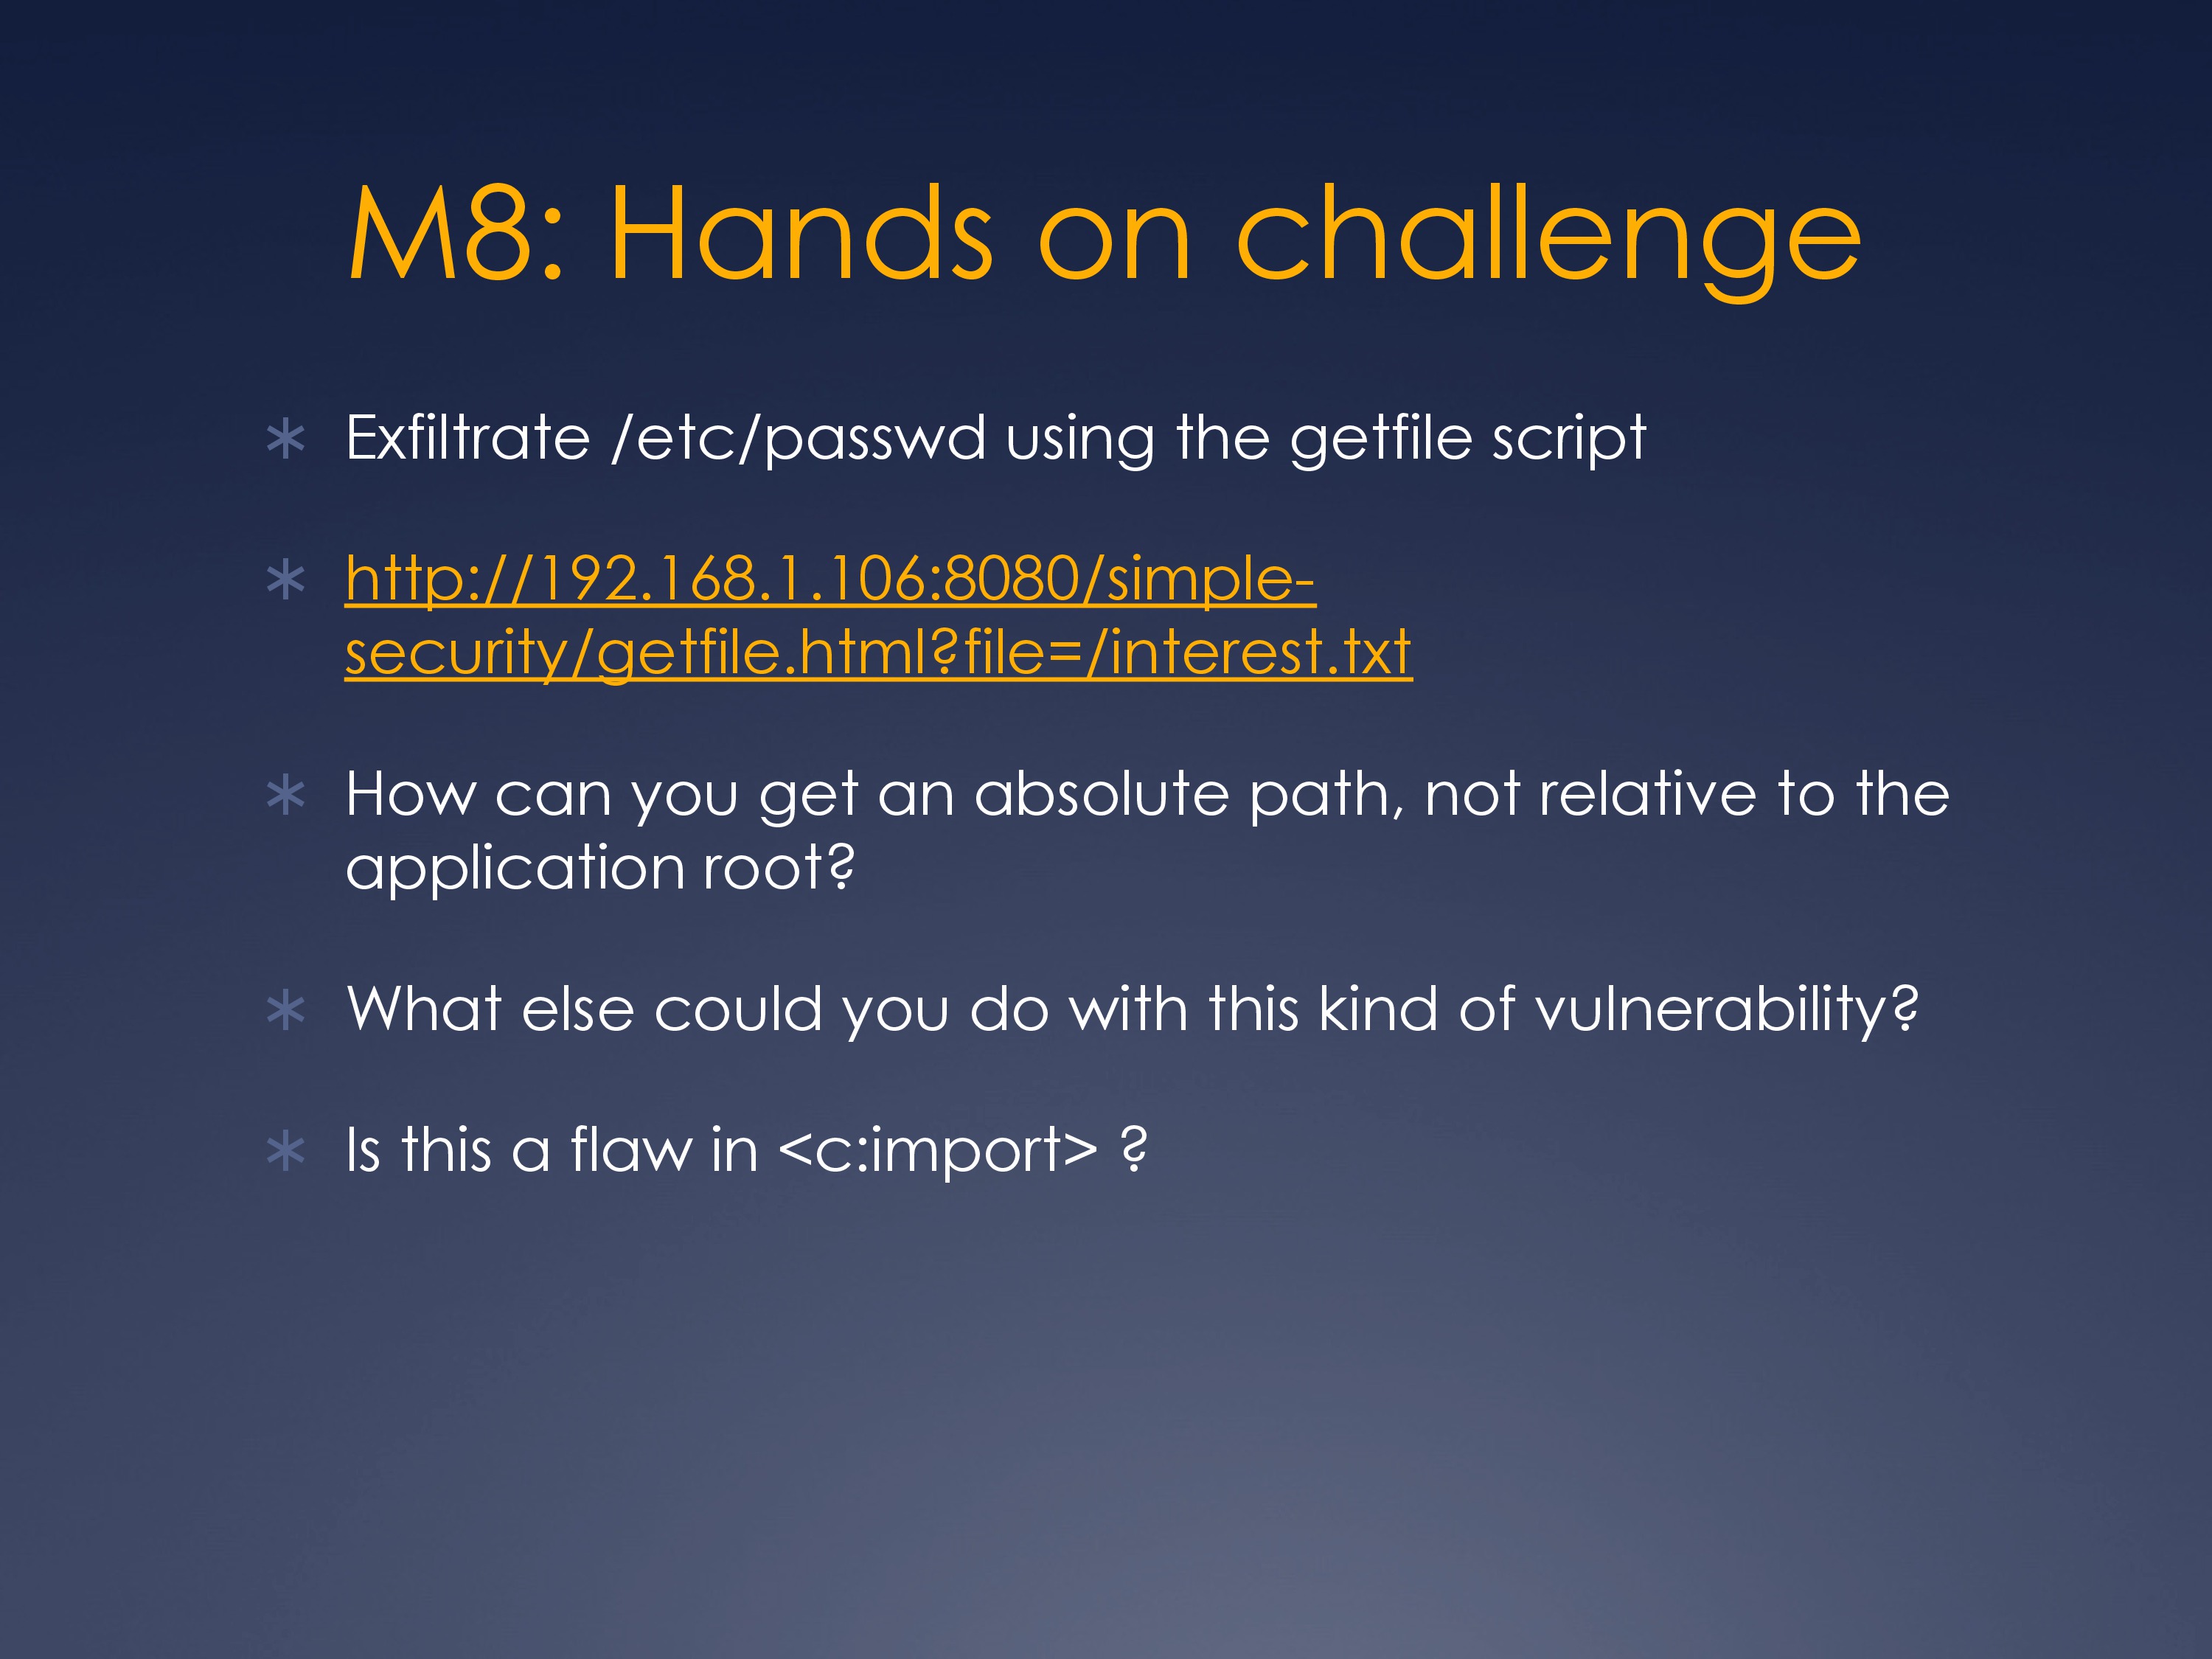 M8: Hands on challenge
* Exfiltrate /etc/passwd using the getfile script
* http://192.168.1.106:8080/simple-
security/getfile.html?file=/interest.txt
* How can you get an absolute path, not relative to the
application root?
* What else could you do with this kind of vulnerability?
* Is this a flaw in <c:import> ?